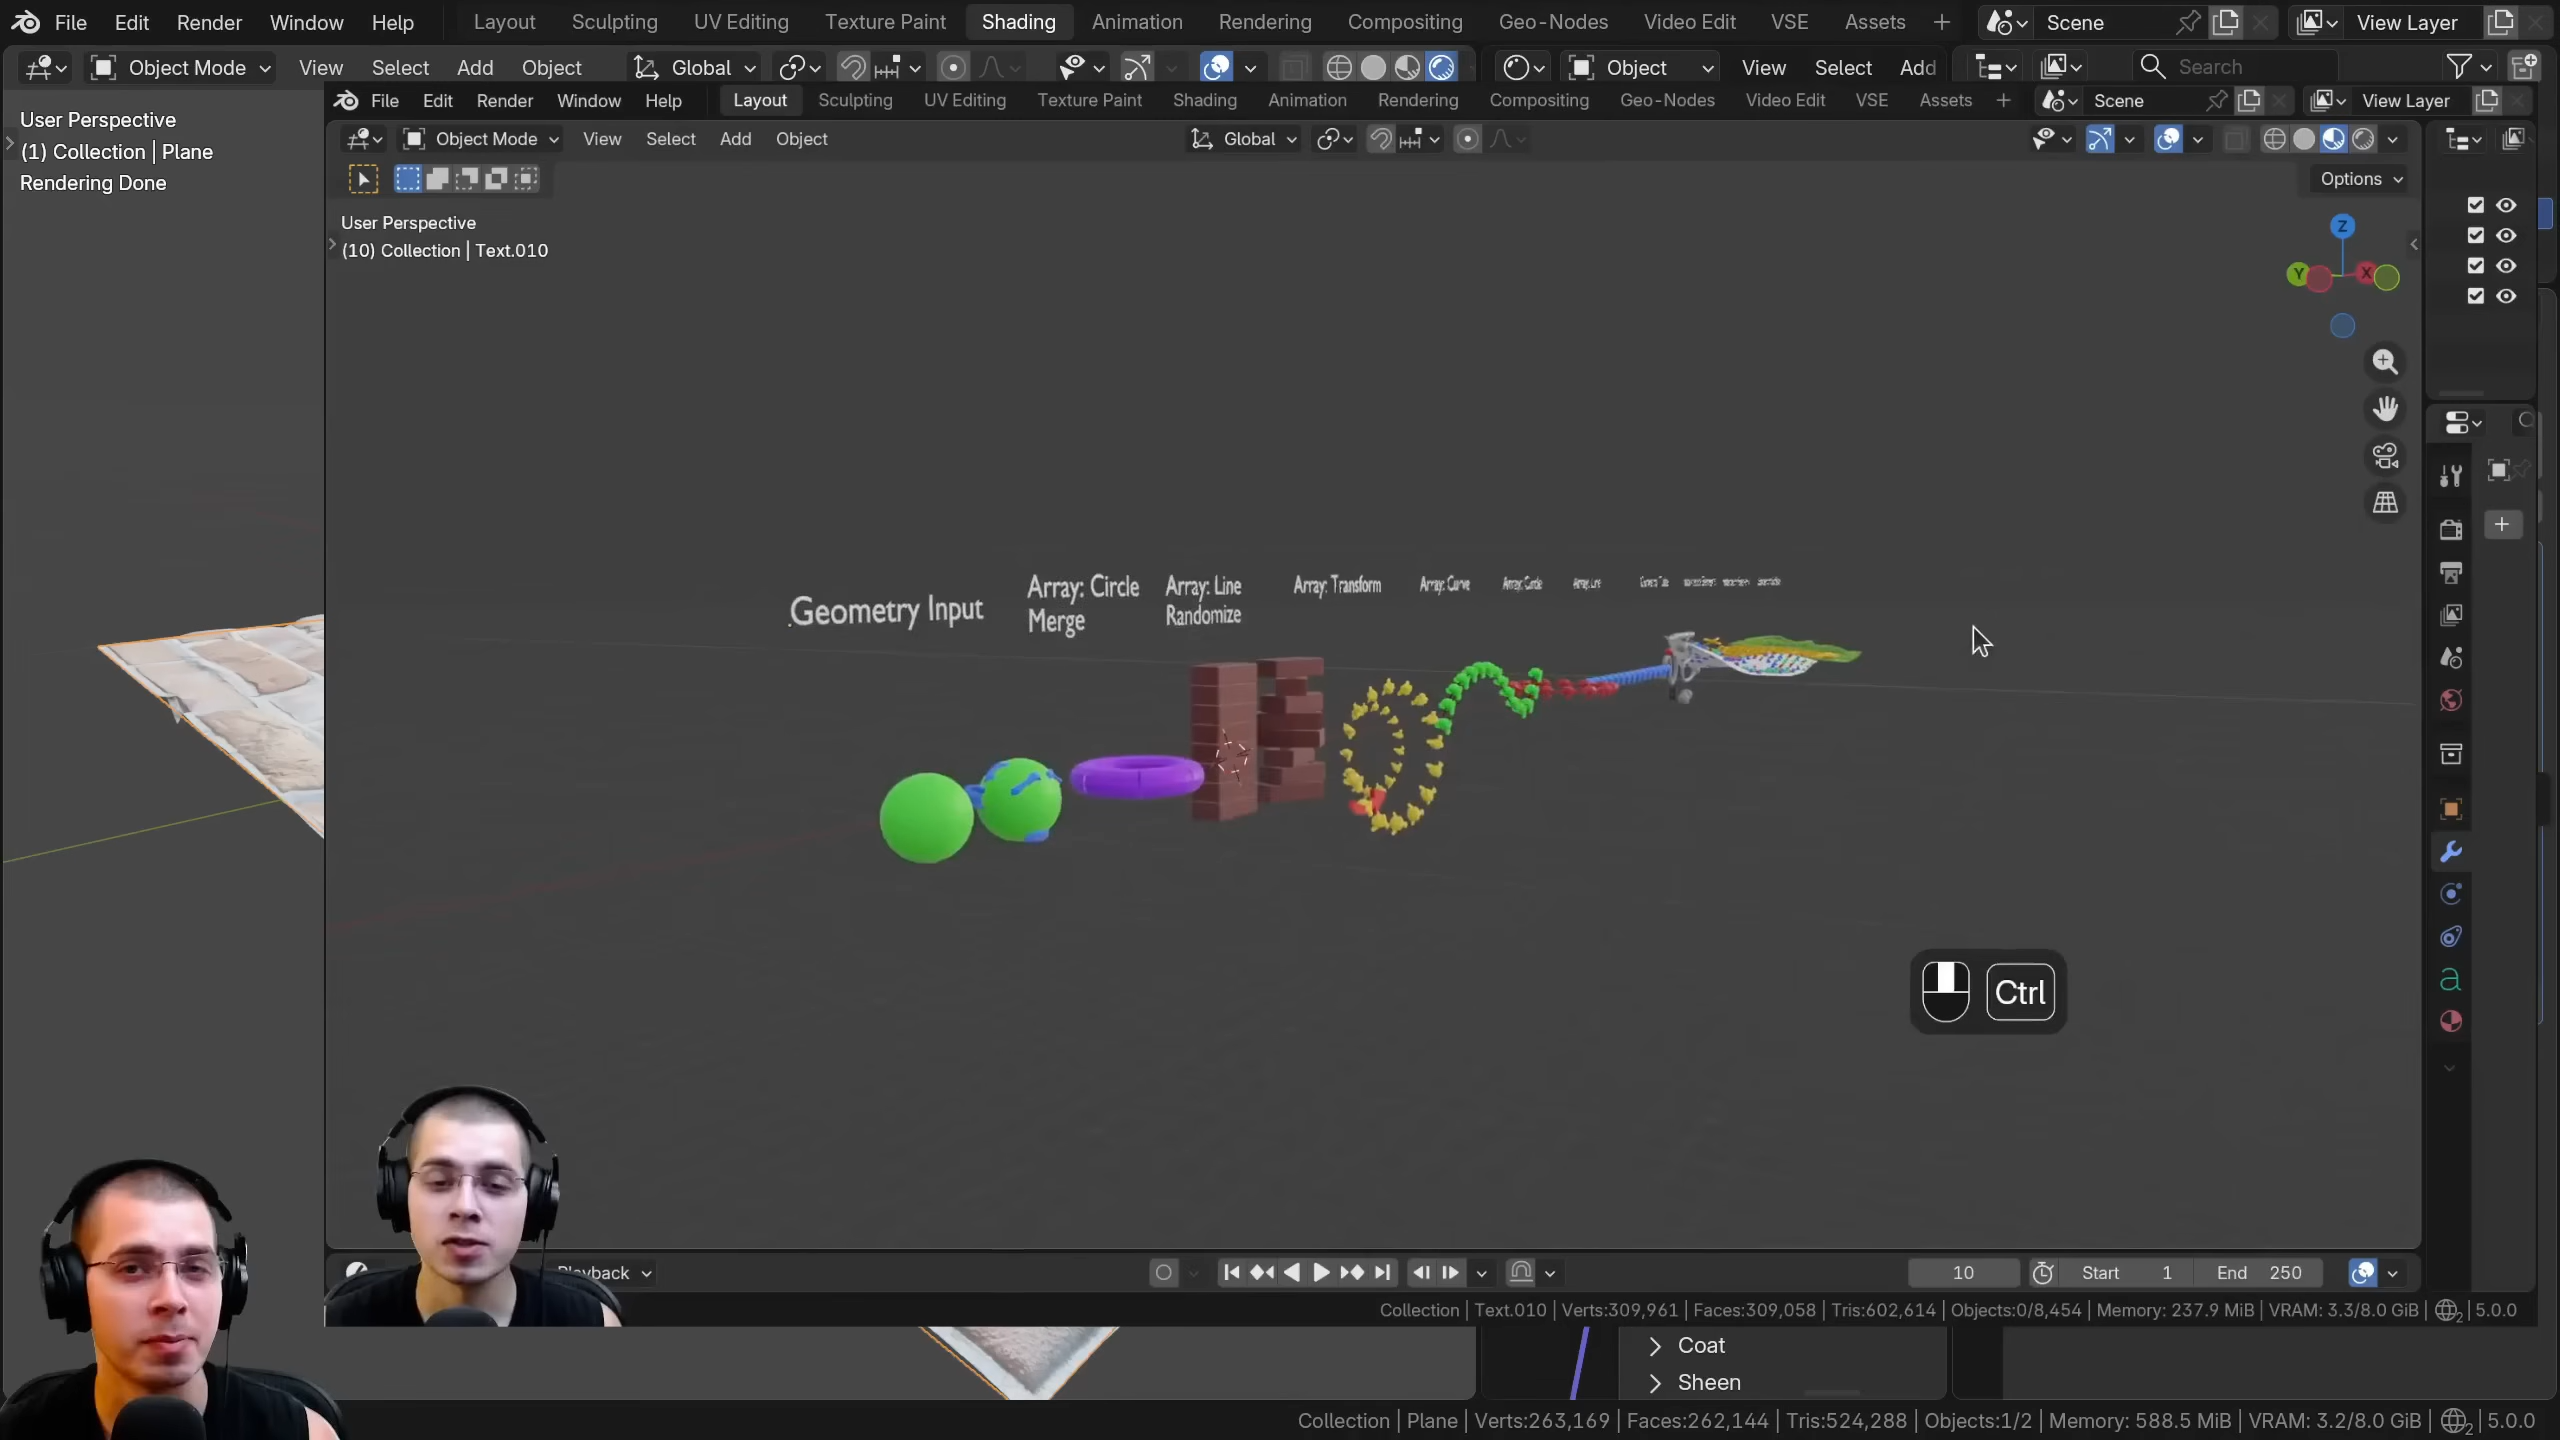 File Edit Render Window Help Layout Sculpting UV Editing Texture Paint Shading Animation Rendering Compositing Geo-Nodes Video Edit VSE Assets + Scene View Layer
Object Mode View Select Add Object Global Object View Select Add Search
User Perspective
(1) Collection | Plane
Rendering Done
File Edit Render Window Help Layout Sculpting UV Editing Texture Paint Shading Animation Rendering Compositing Geo-Nodes Video Edit VSE Assets + Scene View Layer
Object Mode View Select Add Object Global
Options
User Perspective
(10) Collection | Text.010
Z
Y X
Geometry Input
Array: Circle
Merge
Array: Line
Randomize
Array: Transform
Array: Curve
Array: Circle
Array: Line
Ctrl
Playback 10 Start 1 End 250
Collection | Text.010 | Verts:309,961 | Faces:309,058 | Tris:602,614 | Objects:0/8,454 | Memory: 237.9 MiB | VRAM: 3.3/8.0 GiB | 2 | 5.0.0
Coat
Sheen
Collection | Plane | Verts:263,169 | Faces:262,144 | Tris:524,288 | Objects:1/2 | Memory: 588.5 MiB | VRAM: 3.2/8.0 GiB | 2 | 5.0.0